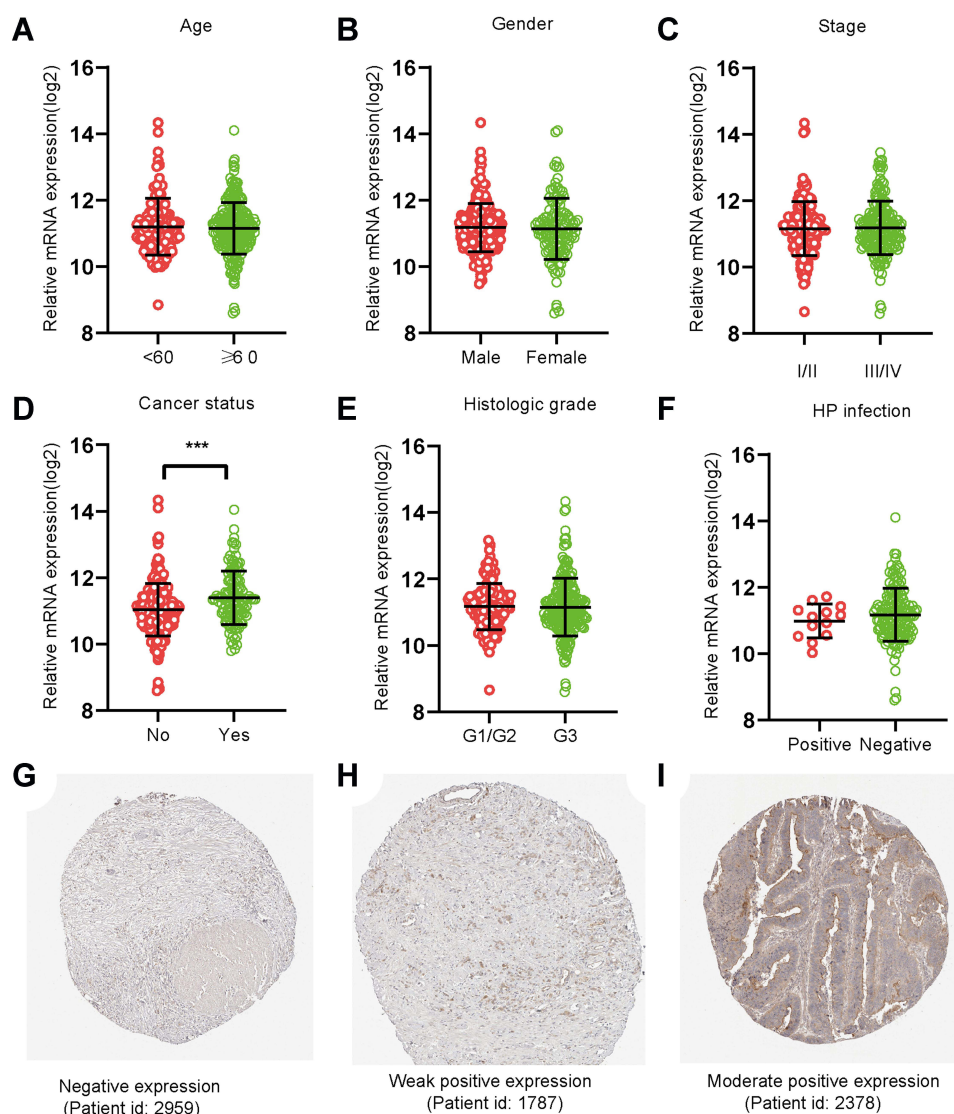 A
Age
Relative mRNA expression(log2)
16
14
12
10
8
<60
≥6 0
B
Gender
Relative mRNA expression(log2)
16
14
12
10
8
Male
Female
C
Stage
Relative mRNA expression(log2)
16
14
12
10
8
I/II
III/IV
D
Cancer status
Relative mRNA expression(log2)
16
14
12
10
8
***
No
Yes
E
Histologic grade
Relative mRNA expression(log2)
16
14
12
10
8
G1/G2
G3
F
HP infection
Relative mRNA expression(log2)
16
14
12
10
8
Positive
Negative
G
Negative expression
(Patient id: 2959)
H
Weak positive expression
(Patient id: 1787)
I
Moderate positive expression
(Patient id: 2378)